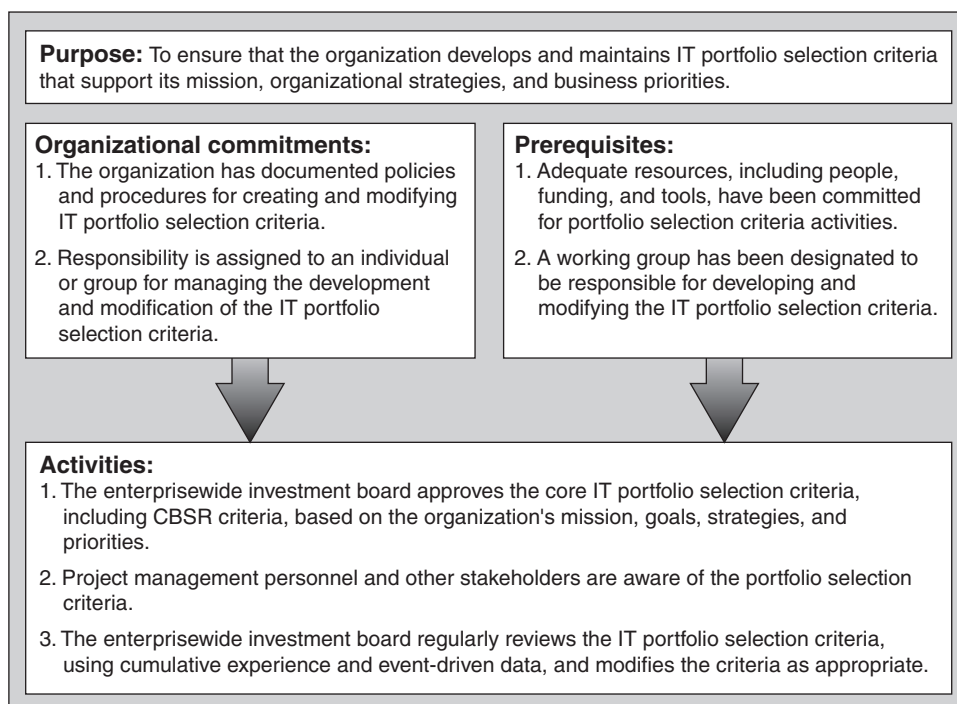 Purpose: To ensure that the organization develops and maintains IT portfolio selection criteria
that support its mission, organizational strategies, and business priorities.
Organizational commitments:
1. The organization has documented policies
and procedures for creating and modifying
IT portfolio selection criteria.
2. Responsibility is assigned to an individual
or group for managing the development
and modification of the IT portfolio
selection criteria.
Prerequisites:
1. Adequate resources, including people,
funding, and tools, have been committed
for portfolio selection criteria activities.
2. A working group has been designated to
be responsible for developing and
modifying the IT portfolio selection criteria.
Activities:
1. The enterprisewide investment board approves the core IT portfolio selection criteria,
including CBSR criteria, based on the organization's mission, goals, strategies, and
priorities.
2. Project management personnel and other stakeholders are aware of the portfolio selection
criteria.
3. The enterprisewide investment board regularly reviews the IT portfolio selection criteria,
using cumulative experience and event-driven data, and modifies the criteria as appropriate.